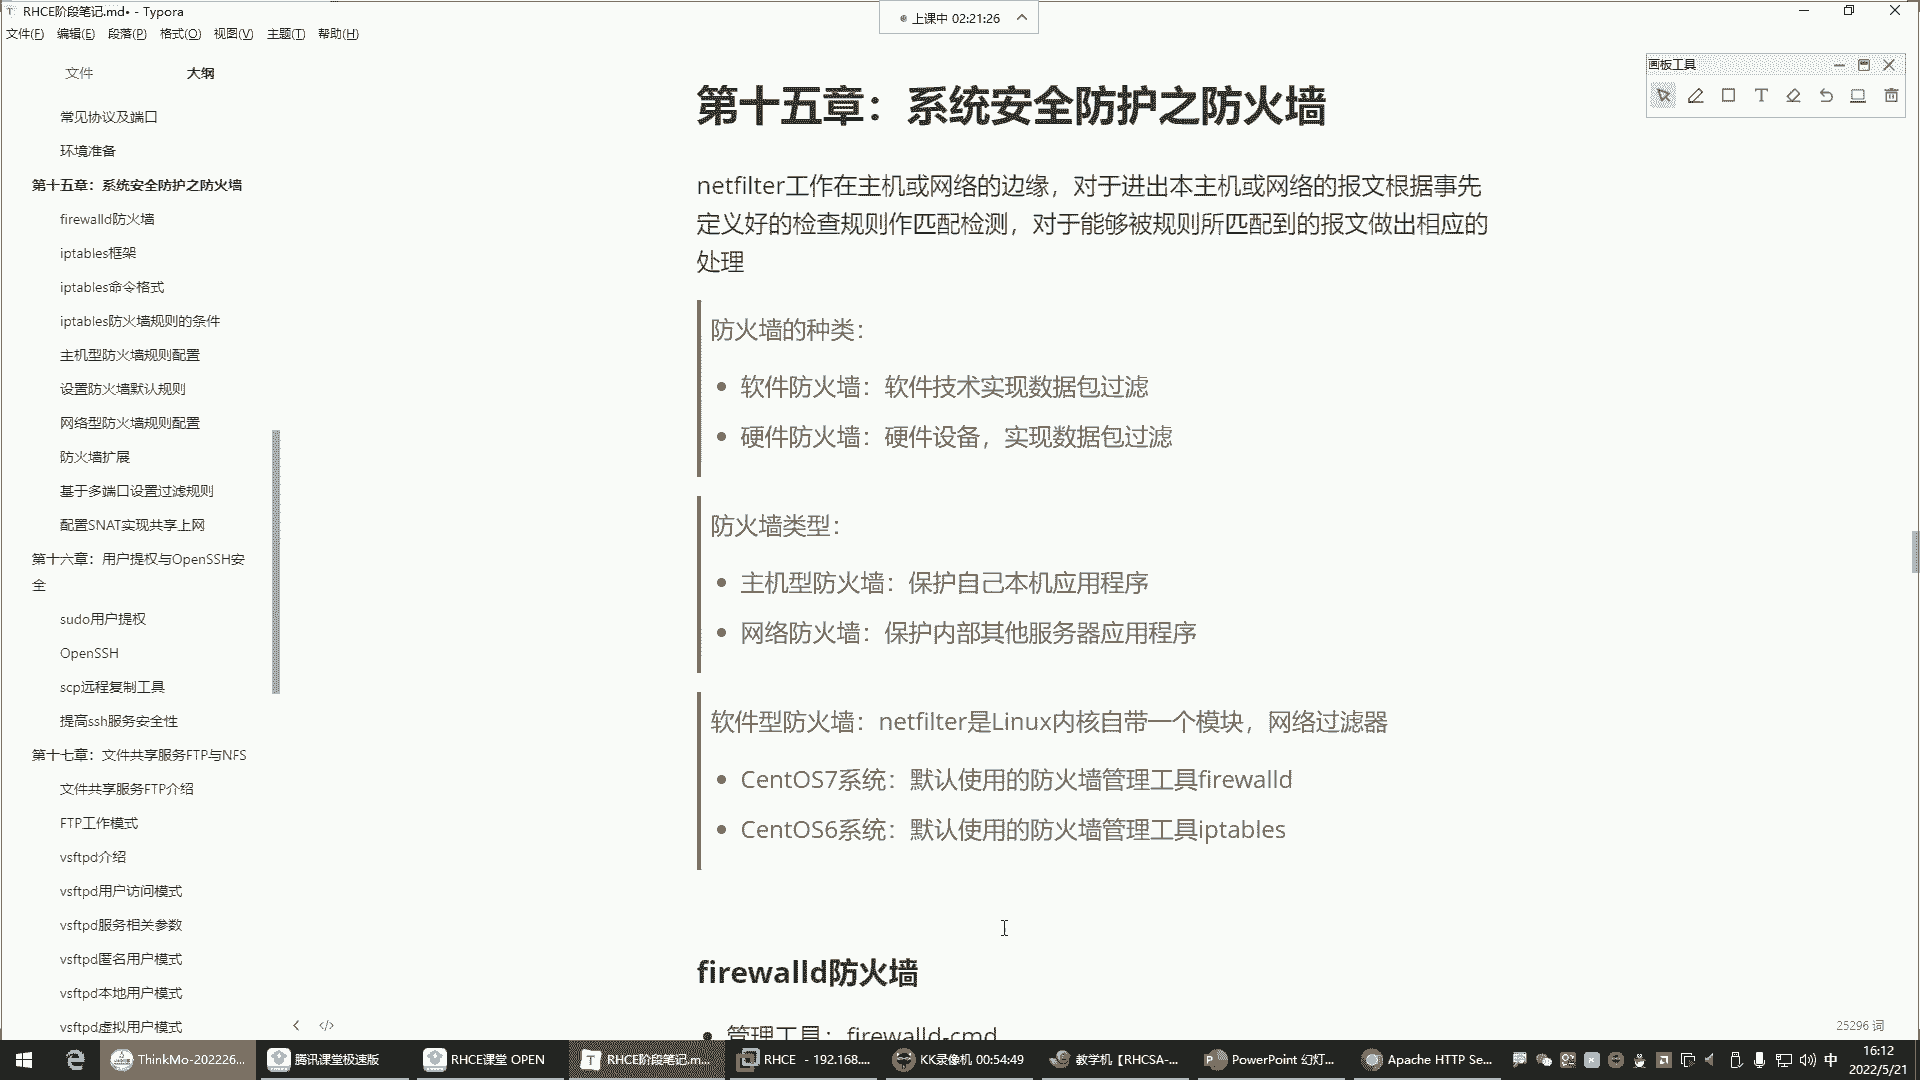 RHCE阶段笔记.md• - Typora
上课中 02:21:26
文件(F) 编辑(E) 段落(P) 格式(O) 视图(V) 主题(T) 帮助(H)
文件 大纲
常见协议及端口
环境准备
第十五章：系统安全防护之防火墙
firewalld防火墙
iptables框架
iptables命令格式
iptables防火墙规则的条件
主机型防火墙规则配置
设置防火墙默认规则
网络型防火墙规则配置
防火墙扩展
基于多端口设置过滤规则
配置SNAT实现共享上网
第十六章：用户提权与OpenSSH安
全
sudo用户提权
OpenSSH
scp远程复制工具
提高ssh服务安全性
第十七章：文件共享服务FTP与NFS
文件共享服务FTP介绍
FTP工作模式
vsftpd介绍
vsftpd用户访问模式
vsftpd服务相关参数
vsftpd匿名用户模式
vsftpd本地用户模式
vsftpd虚拟用户模式
画板工具
第十五章：系统安全防护之防火墙
netfilter工作在主机或网络的边缘，对于进出本主机或网络的报文根据事先
定义好的检查规则作匹配检测，对于能够被规则所匹配到的报文做出相应的
处理
防火墙的种类：
软件防火墙：软件技术实现数据包过滤
硬件防火墙：硬件设备，实现数据包过滤
防火墙类型：
主机型防火墙：保护自己本机应用程序
网络防火墙：保护内部其他服务器应用程序
软件型防火墙：netfilter是Linux内核自带一个模块，网络过滤器
CentOS7系统：默认使用的防火墙管理工具firewalld
CentOS6系统：默认使用的防火墙管理工具iptables
firewalld防火墙
管理工具：firewalld-cmd
25296 词
ThinkMo-202226...
腾讯课堂极速版
RHCE课堂 OPEN
RHCE阶段笔记.m...
RHCE - 192.168....
KK录像机 00:54:49
教学机【RHCSA-...
PowerPoint 幻灯...
Apache HTTP Se...
中
16:12
2022/5/21